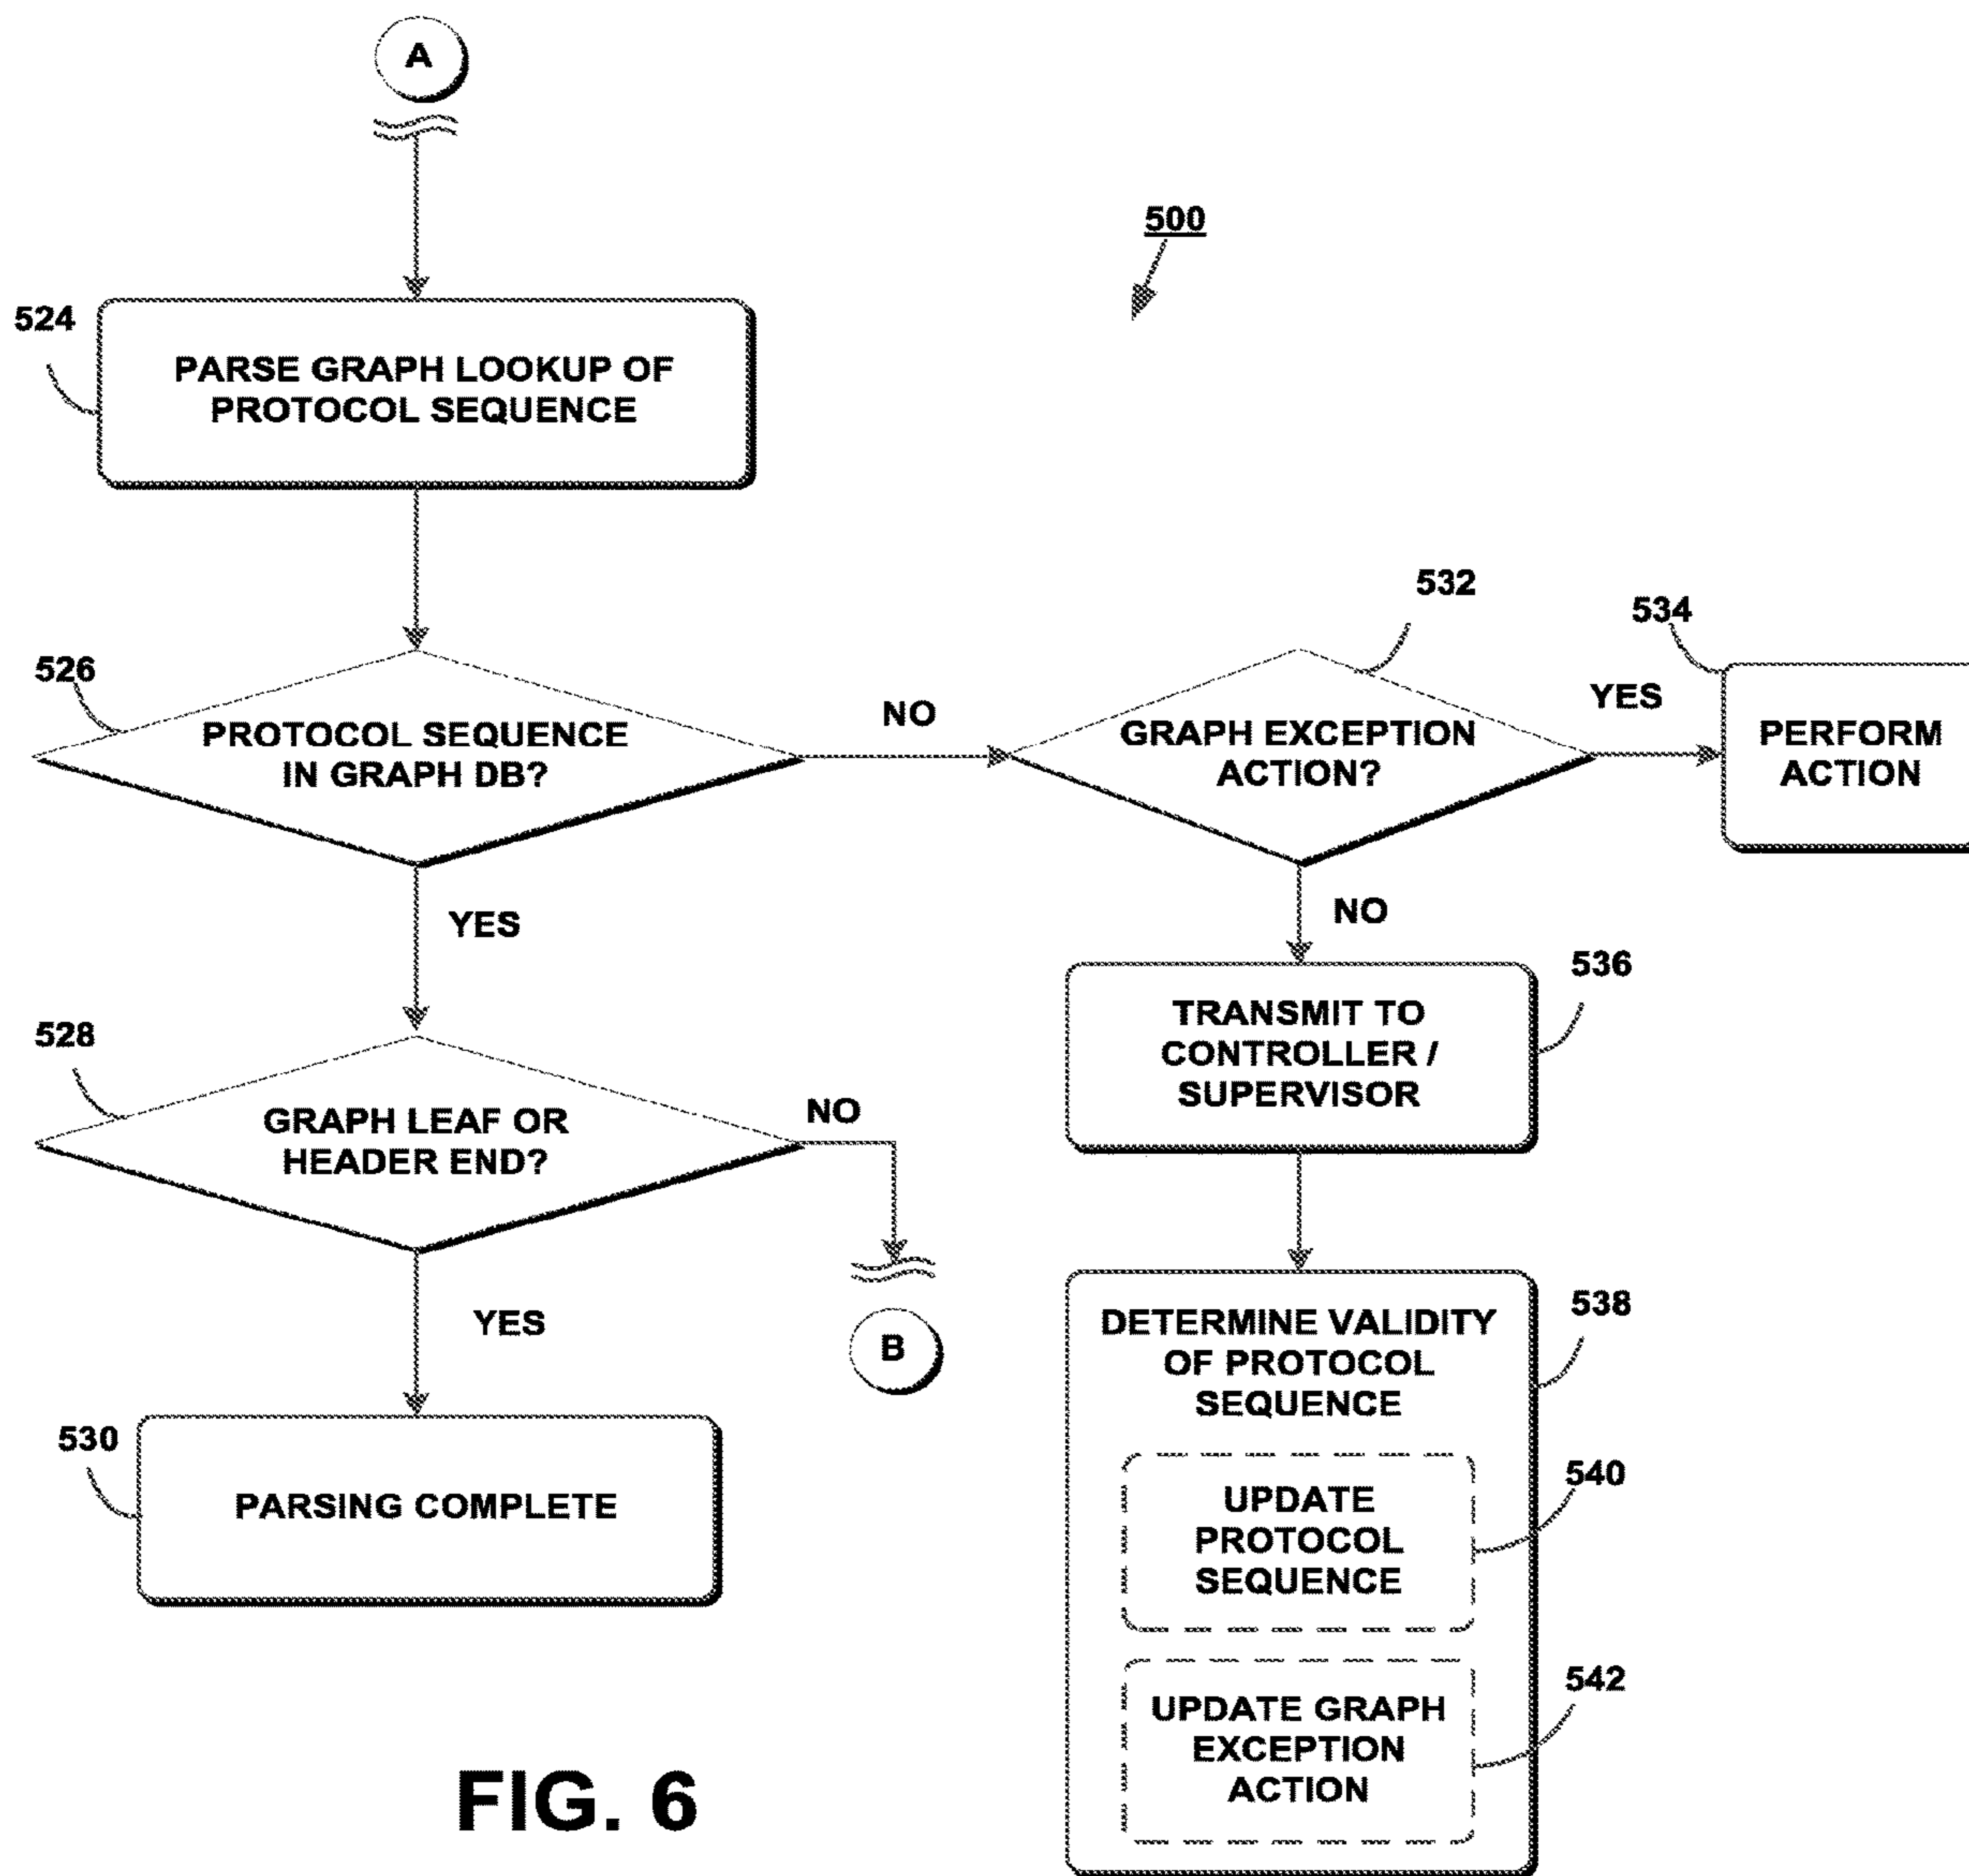 A
500
524
PARSE GRAPH LOOKUP OF
PROTOCOL SEQUENCE
526
PROTOCOL SEQUENCE
IN GRAPH DB?
NO
532
GRAPH EXCEPTION
ACTION?
YES
534
PERFORM
ACTION
YES
NO
528
GRAPH LEAF OR
HEADER END?
NO
B
536
TRANSMIT TO
CONTROLLER /
SUPERVISOR
YES
530
PARSING COMPLETE
538
DETERMINE VALIDITY
OF PROTOCOL
SEQUENCE
540
UPDATE
PROTOCOL
SEQUENCE
542
UPDATE GRAPH
EXCEPTION
ACTION
FIG. 6